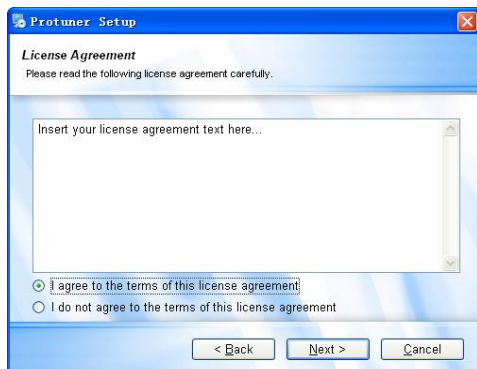 Protuner Setup
License Agreement
Please read the following license agreement carefully.
Insert your license agreement text here...
I agree to the terms of this license agreement
I do not agree to the terms of this license agreement
< Back
Next >
Cancel